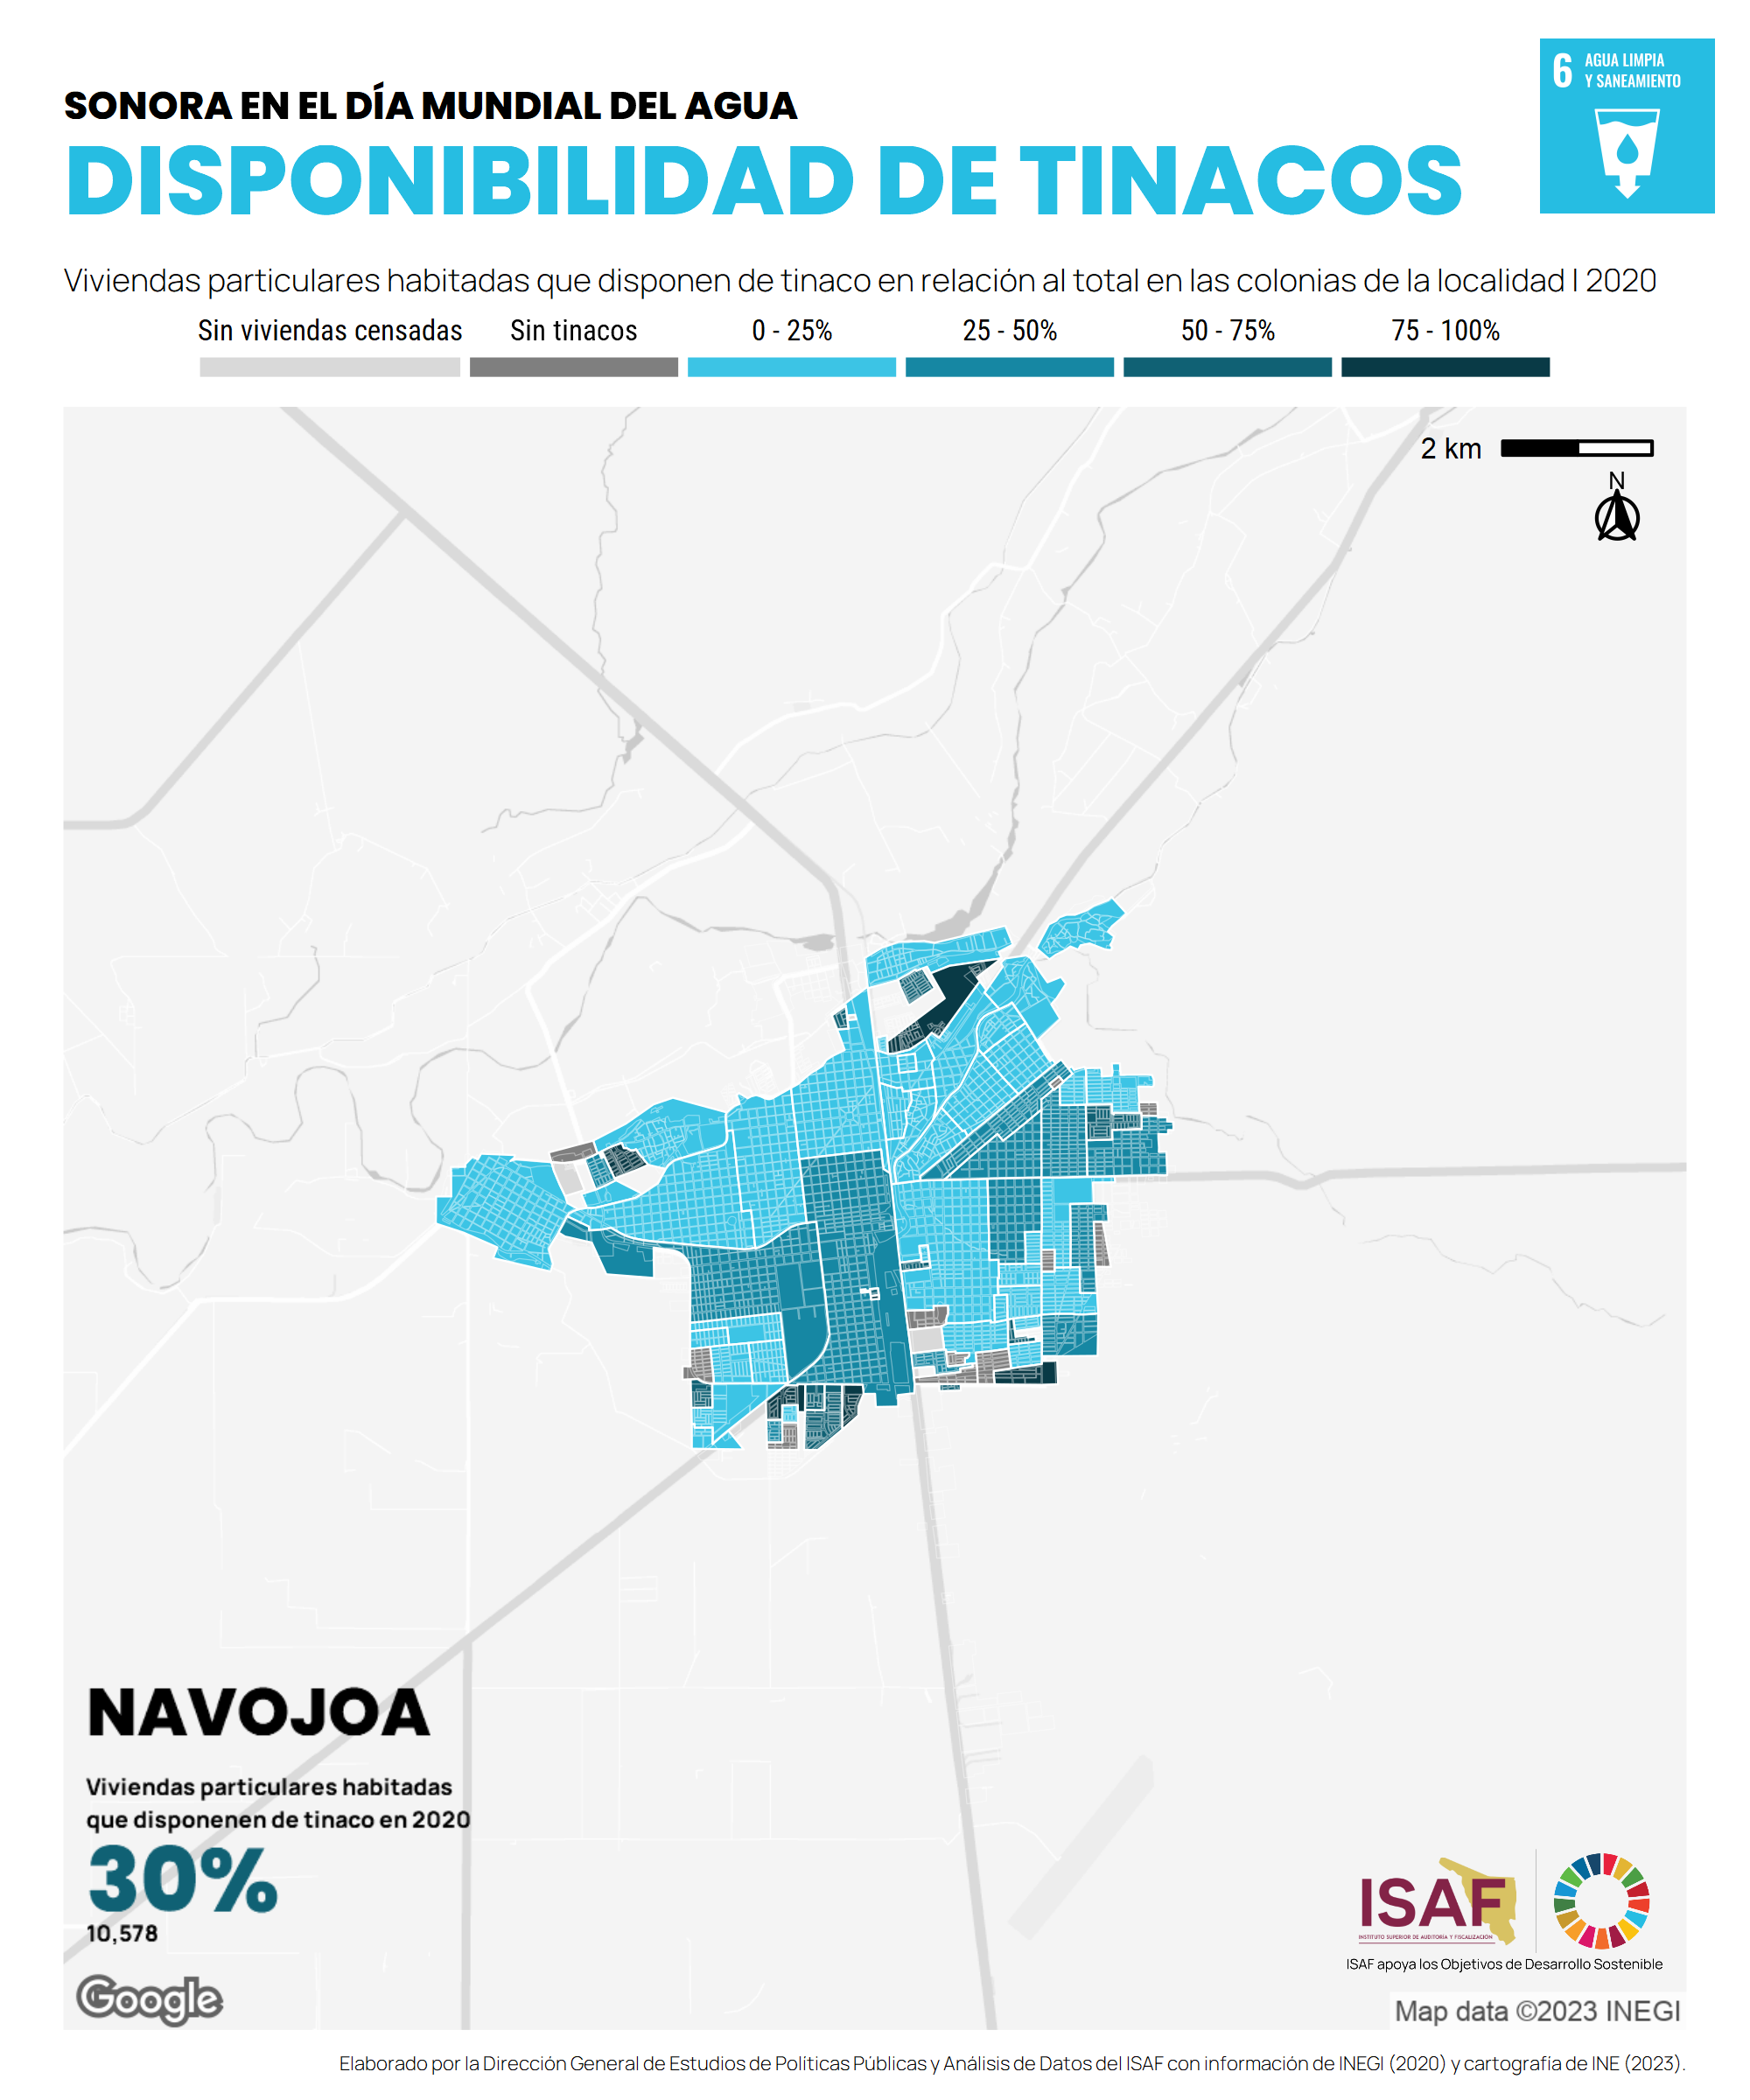 SONORA EN EL DÍA MUNDIAL DEL AGUA
DISPONIBILIDAD DE TINACOS
6 AGUA LIMPIA
Y SANEAMIENTO
Viviendas particulares habitadas que disponen de tinaco en relación al total en las colonias de la localidad | 2020
Sin viviendas censadas Sin tinacos 0 - 25% 25 - 50% 50 - 75% 75 - 100%
2 km
N
NAVOJOA
Viviendas particulares habitadas
que disponenen de tinaco en 2020
30%
10,578
Google
ISAF
INSTITUTO SUPERIOR DE AUDITORÍA Y FISCALIZACIÓN
ISAF apoya los Objetivos de Desarrollo Sostenible
Map data ©2023 INEGI
Elaborado por la Dirección General de Estudios de Políticas Públicas y Análisis de Datos del ISAF con información de INEGI (2020) y cartografía de INE (2023).